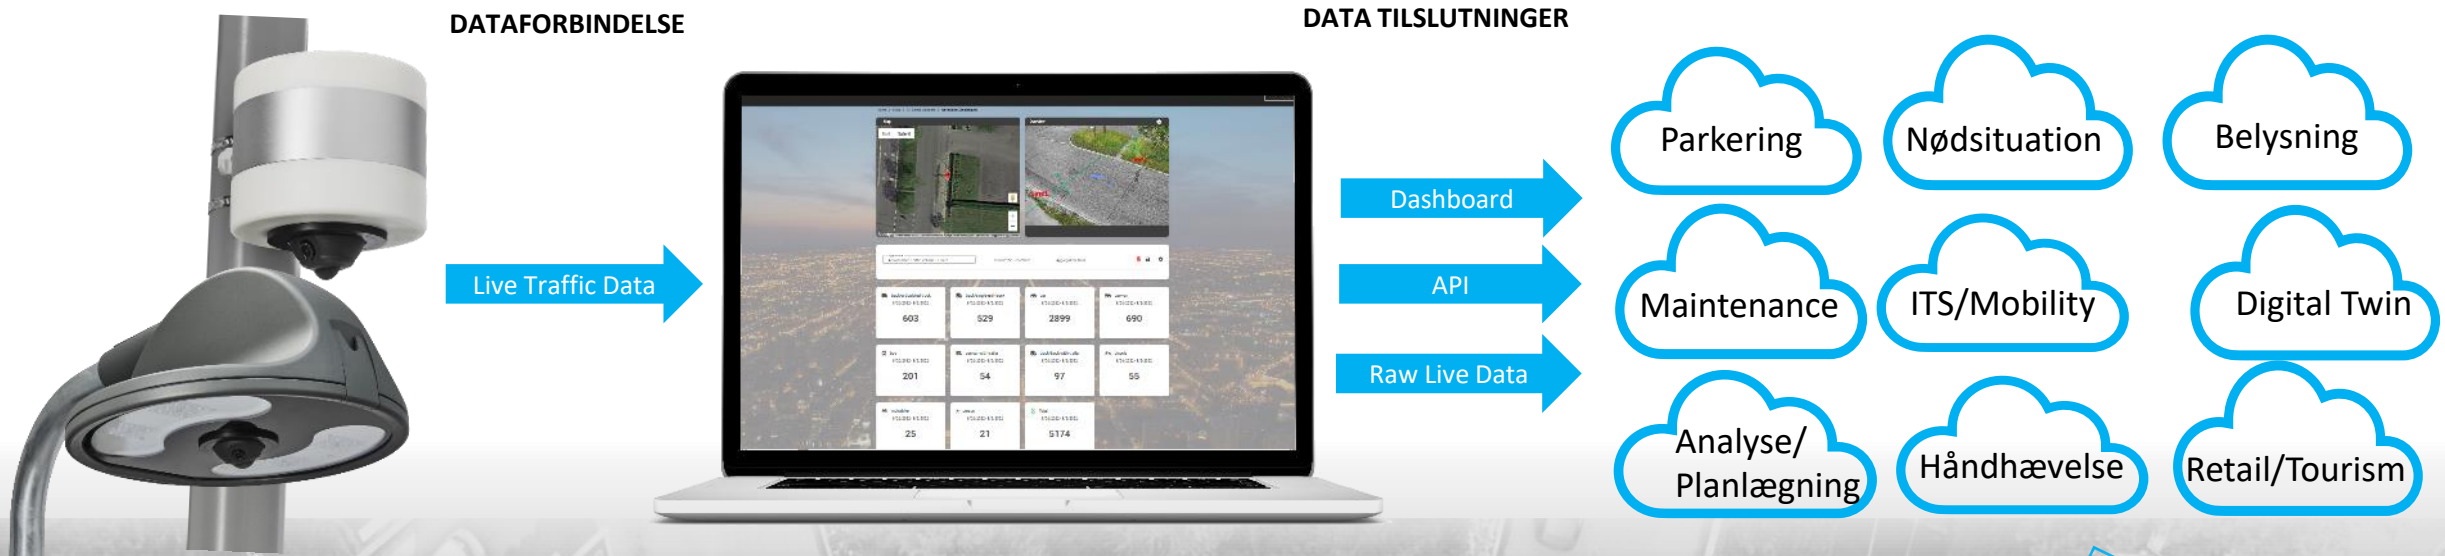 DATAFORBINDELSE
DATA TILSLUTNINGER
Live Traffic Data
603
529
2899
690
201
54
97
55
25
21
5174
Dashboard
API
Raw Live Data
Parkering
Nødsituation
Belysning
Maintenance
ITS/Mobility
Digital Twin
Analyse/
Planlægning
Håndhævelse
Retail/Tourism